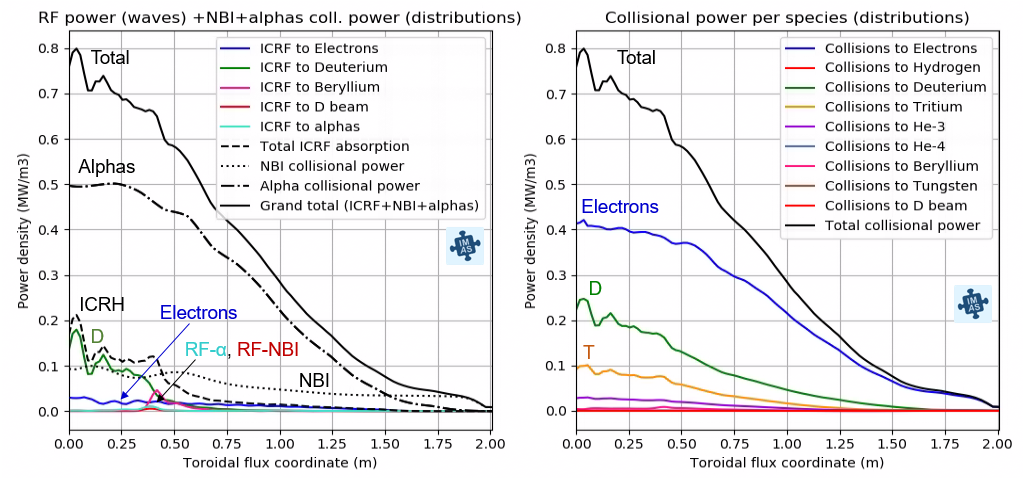 RF power (waves) +NBI+alphas coll. power (distributions)
Power density (MW/m3)
0.8
0.7
0.6
0.5
0.4
0.3
0.2
0.1
0.0
Total
Alphas
ICRH
D
Electrons
RF-α, RF-NBI
NBI
ICRF to Electrons
ICRF to Deuterium
ICRF to Beryllium
ICRF to D beam
ICRF to alphas
Total ICRF absorption
NBI collisional power
Alpha collisional power
Grand total (ICRF+NBI+alphas)
IM
AS
0.00 0.25 0.50 0.75 1.00 1.25 1.50 1.75 2.00
Toroidal flux coordinate (m)
Collisional power per species (distributions)
Power density (MW/m3)
0.8
0.7
0.6
0.5
0.4
0.3
0.2
0.1
0.0
Total
Electrons
D
T
Collisions to Electrons
Collisions to Hydrogen
Collisions to Deuterium
Collisions to Tritium
Collisions to He-3
Collisions to He-4
Collisions to Beryllium
Collisions to Tungsten
Collisions to D beam
Total collisional power
IM
AS
0.00 0.25 0.50 0.75 1.00 1.25 1.50 1.75 2.00
Toroidal flux coordinate (m)